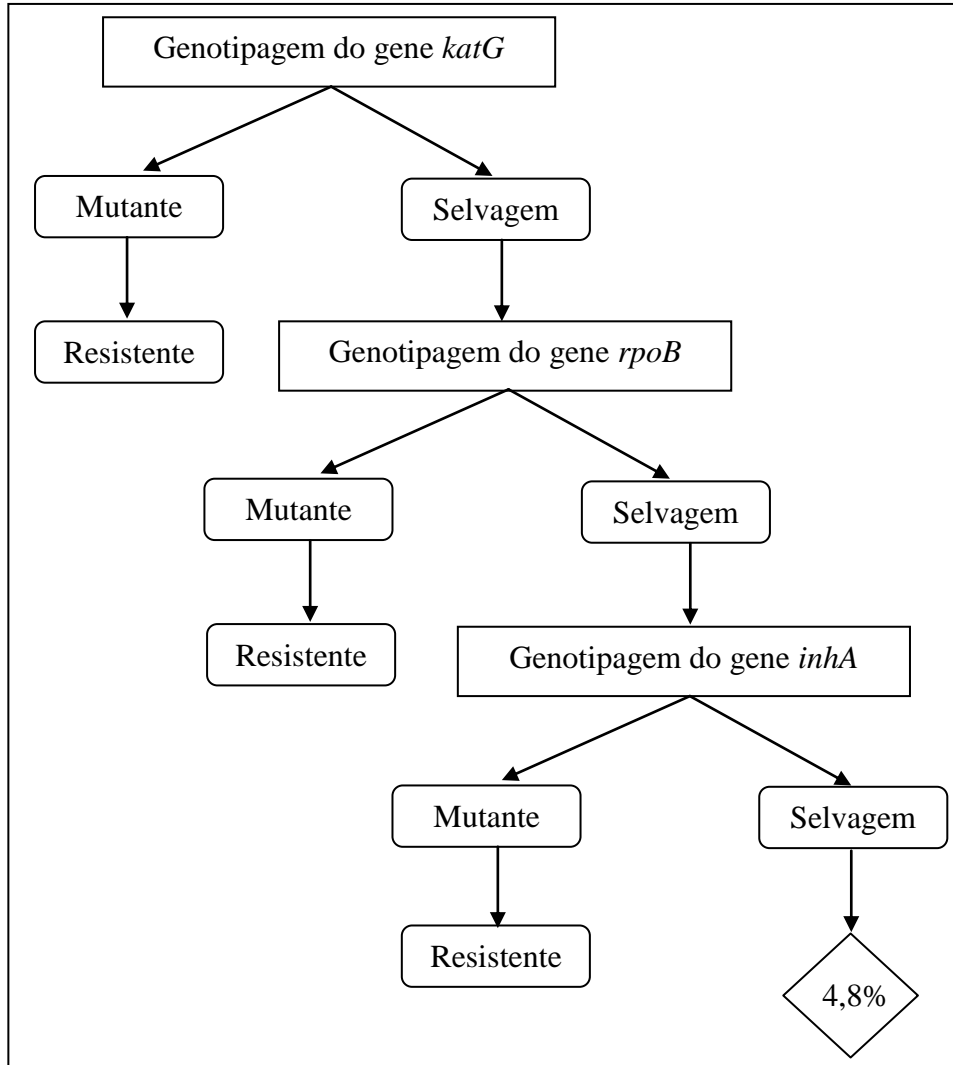 Genotipagem do gene katG
Mutante
Selvagem
Resistente
Genotipagem do gene rpoB
Mutante
Selvagem
Resistente
Genotipagem do gene inhA
Mutante
Selvagem
Resistente
4,8%